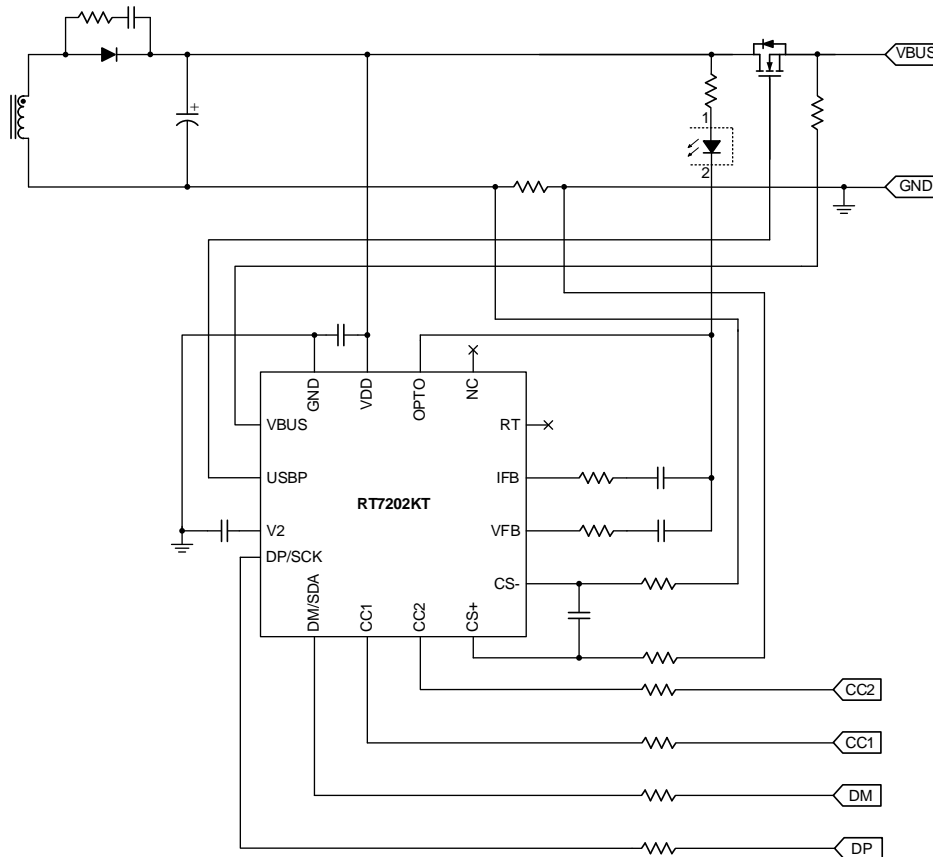 VBUS
+
1
2
GND
GND
VDD
OPTO
NC
VBUS
RT
USBP
IFB
RT7202KT
V2
VFB
DP/SCK
CS-
DM/SDA
CC1
CC2
CS+
CC2
CC1
DM
DP